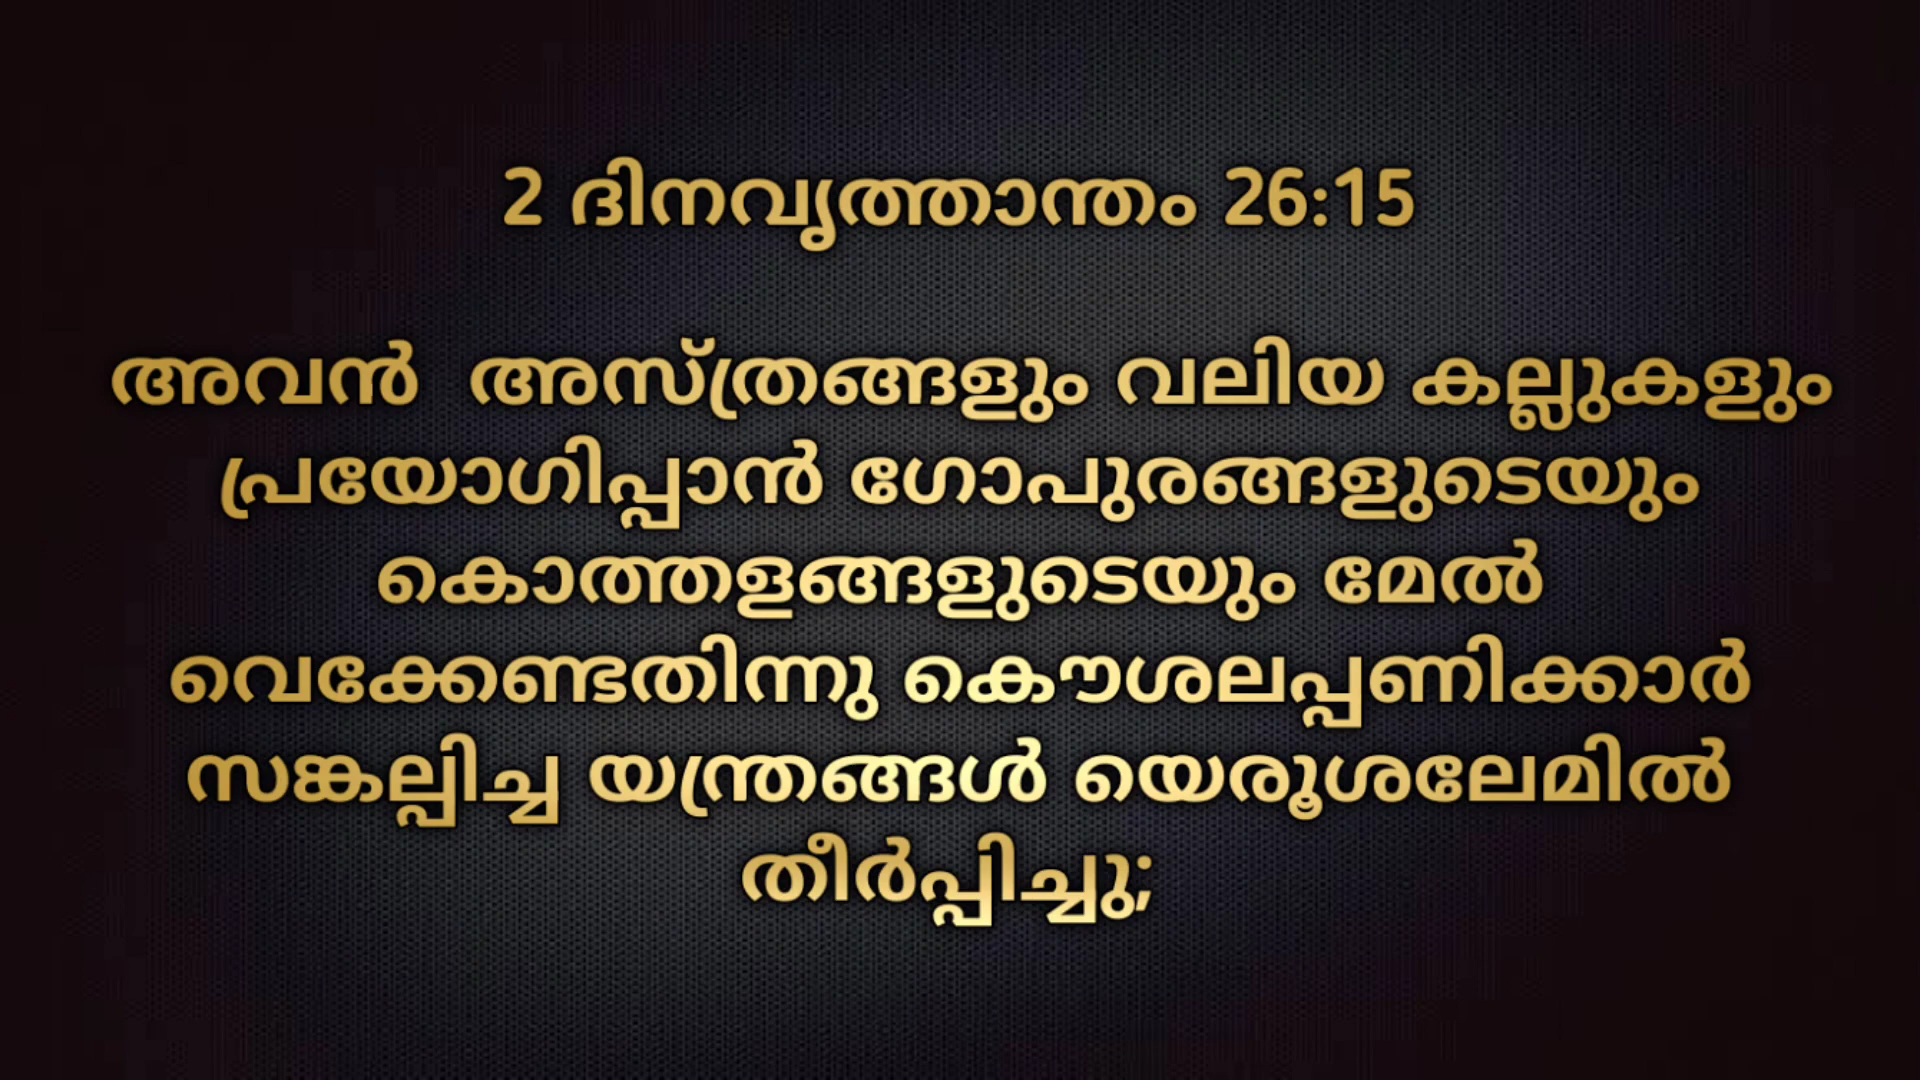 2 ദിനവൃത്താന്തം 26:15
അവൻ അസ്ത്രങ്ങളും വലിയ കല്ലുകളും
പ്രയോഗിപ്പാൻ ഗോപുരങ്ങളുടെയും
കൊത്തളങ്ങളുടെയും മേൽ
വെക്കേണ്ടതിന്നു കൌശലപ്പണിക്കാർ
സങ്കല്പിച്ച യന്ത്രങ്ങൾ യെരൂശലേമിൽ
തീർപ്പിച്ചു;